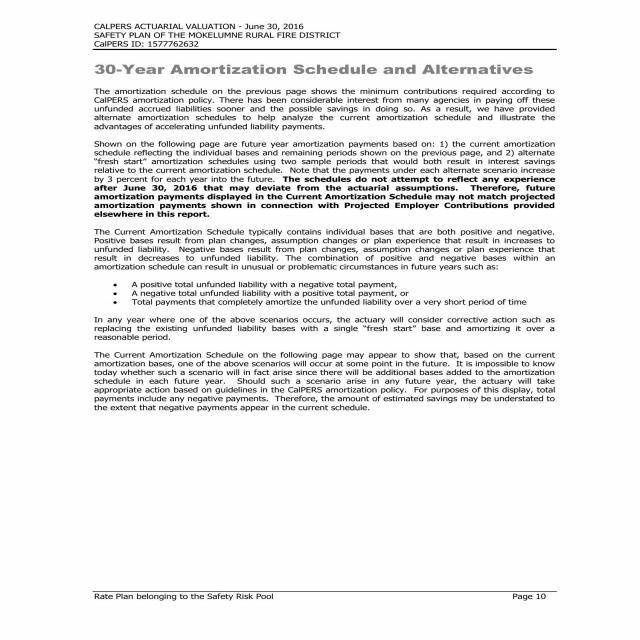 CALPERS ACTUARIAL VALUATION - June 30, 2016
SAFETY PLAN OF THE MOKELUMNE RURAL FIRE DISTRICT
CalPERS ID: 1577762632
30-Year Amortization Schedule and Alternatives
The amortization schedule on the previous page shows the minimum contributions required according to
CalPERS amortization policy. There has been considerable interest from many agencies in paying off these
unfunded accrued liabilities sooner and the possible savings in doing so. As a result, we have provided
alternate amortization schedules to help analyze the current amortization schedule and illustrate the
advantages of accelerating unfunded liability payments.
Shown on the following page are future year amortization payments based on: 1) the current amortization
schedule reflecting the individual bases and remaining periods shown on the previous page, and 2) alternate
“fresh start” amortization schedules using two sample periods that would both result in interest savings
relative to the current amortization schedule. Note that the payments under each alternate scenario increase
by 3 percent for each year into the future. The schedules do not attempt to reflect any experience
after June 30, 2016 that may deviate from the actuarial assumptions. Therefore, future
amortization payments displayed in the Current Amortization Schedule may not match projected
amortization payments shown in connection with Projected Employer Contributions provided
elsewhere in this report.
The Current Amortization Schedule typically contains individual bases that are both positive and negative.
Positive bases result from plan changes, assumption changes or plan experience that result in increases to
unfunded liability. Negative bases result from plan changes, assumption changes or plan experience that
result in decreases to unfunded liability. The combination of positive and negative bases within an
amortization schedule can result in unusual or problematic circumstances in future years such as:
• A positive total unfunded liability with a negative total payment,
• A negative total unfunded liability with a positive total payment, or
• Total payments that completely amortize the unfunded liability over a very short period of time
In any year where one of the above scenarios occurs, the actuary will consider corrective action such as
replacing the existing unfunded liability bases with a single “fresh start” base and amortizing it over a
reasonable period.
The Current Amortization Schedule on the following page may appear to show that, based on the current
amortization bases, one of the above scenarios will occur at some point in the future. It is impossible to know
today whether such a scenario will in fact arise since there will be additional bases added to the amortization
schedule in each future year. Should such a scenario arise in any future year, the actuary will take
appropriate action based on guidelines in the CalPERS amortization policy. For purposes of this display, total
payments include any negative payments. Therefore, the amount of estimated savings may be understated to
the extent that negative payments appear in the current schedule.
Rate Plan belonging to the Safety Risk Pool Page 10